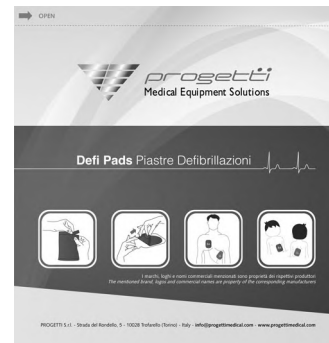 OPEN
progetti
Medical Equipment Solutions
Defi Pads Piastre Defibrillazioni
I marchi, loghi e nomi commerciali menzionati sono proprietà dei rispettivi produttori
The mentioned brand, logos and commercial names are property of the corresponding manufacturers
PROGETTI S.r.l. - Strada del Rondello, 5 - 10028 Trofarello (Torino) - Italy - info@progettimedical.com - www.progettimedical.com